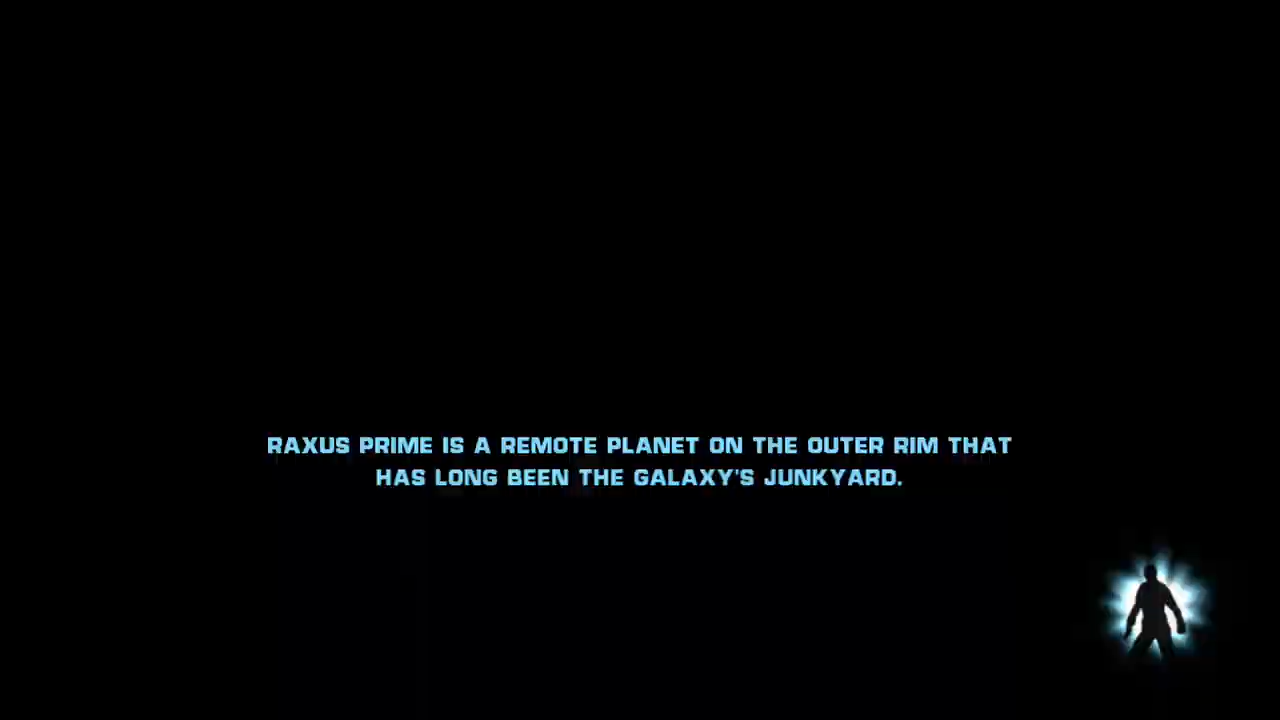 RAXUS PRIME IS A REMOTE PLANET ON THE OUTER RIM THAT
HAS LONG BEEN THE GALAXY'S JUNKYARD.